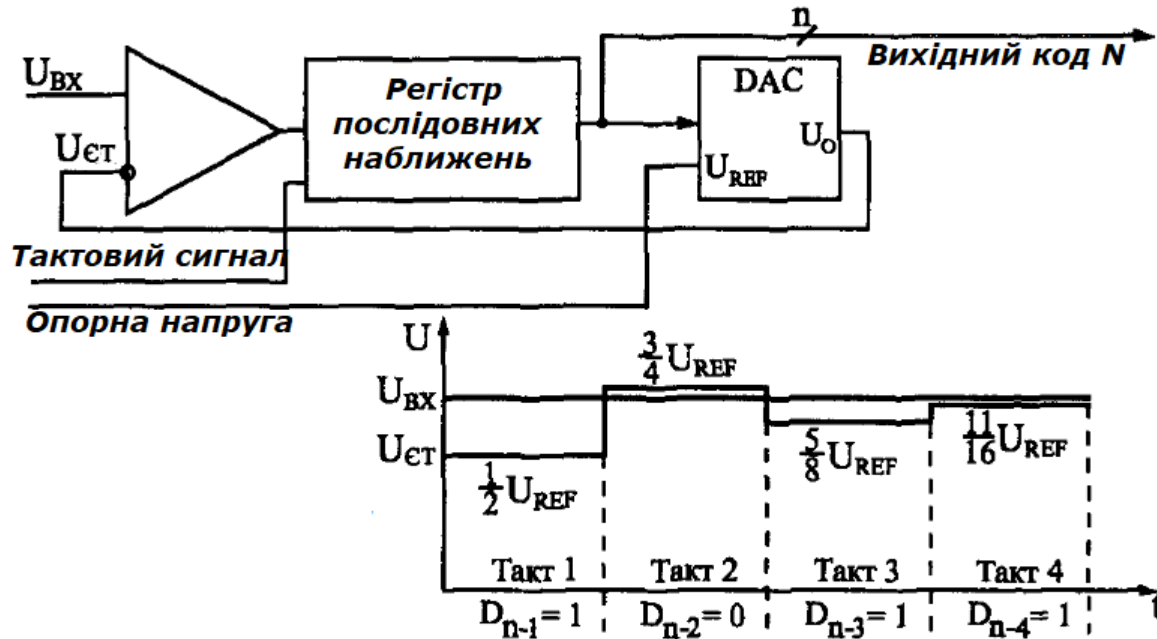 n
Вихідний код N
U_ВХ
U_ЄТ
Регістр
послідовних
наближень
DAC
U_O
U_REF
Тактовий сигнал
Опорна напруга
U
3/4 U_REF
U_ВХ
U_ЄТ
1/2 U_REF
5/8 U_REF
11/16 U_REF
Такт 1 Такт 2 Такт 3 Такт 4
t
D_n-1 = 1 D_n-2 = 0 D_n-3 = 1 D_n-4 = 1